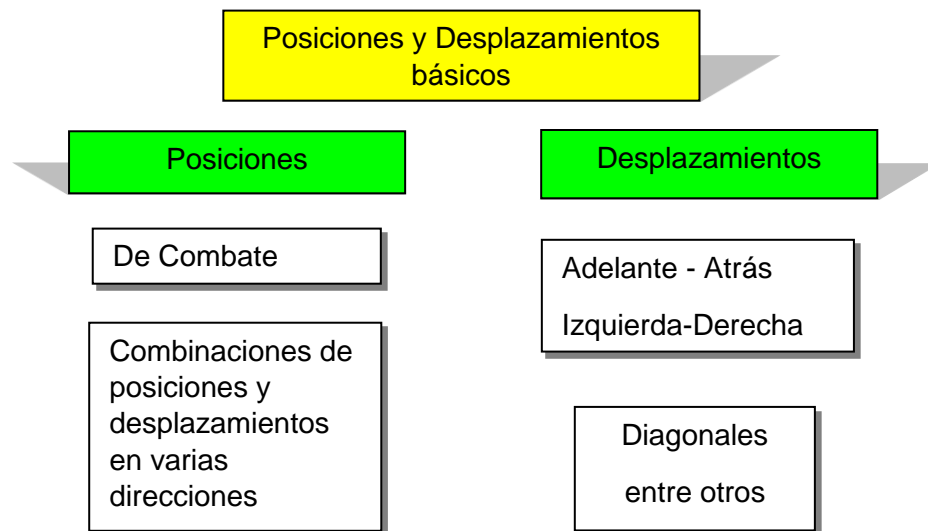 Posiciones y Desplazamientos
básicos
Posiciones
De Combate
Combinaciones de
posiciones y
desplazamientos
en varias
direcciones
Desplazamientos
Adelante - Atrás
Izquierda-Derecha
Diagonales
entre otros